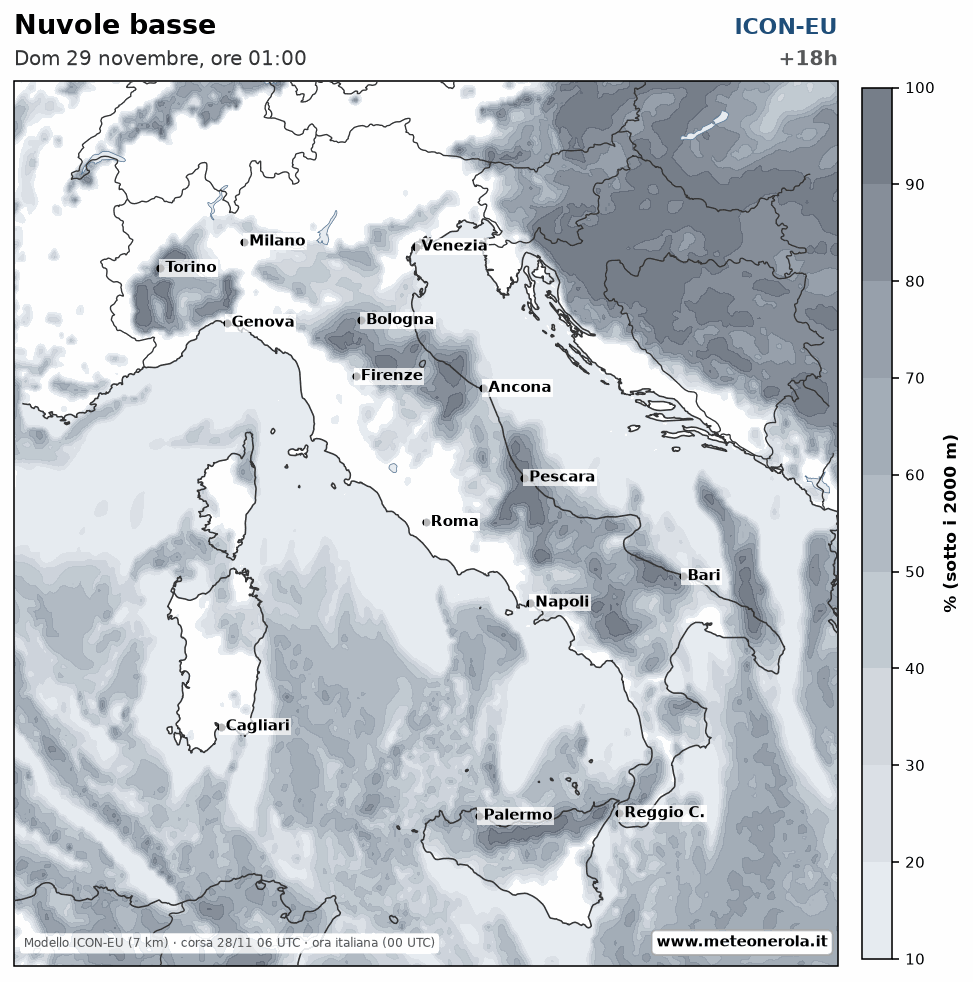 Nuvole basse
ICON-EU
Dom 29 novembre, ore 01:00
+18h
Milano
Venezia
Torino
Genova
Bologna
Firenze
Ancona
Pescara
Roma
Bari
Napoli
Cagliari
Palermo
Reggio C.
Modello ICON-EU (7 km) · corsa 28/11 06 UTC · ora italiana (00 UTC)
www.meteonerola.it
100
90
80
70
60
50
40
30
20
10
% (sotto i 2000 m)